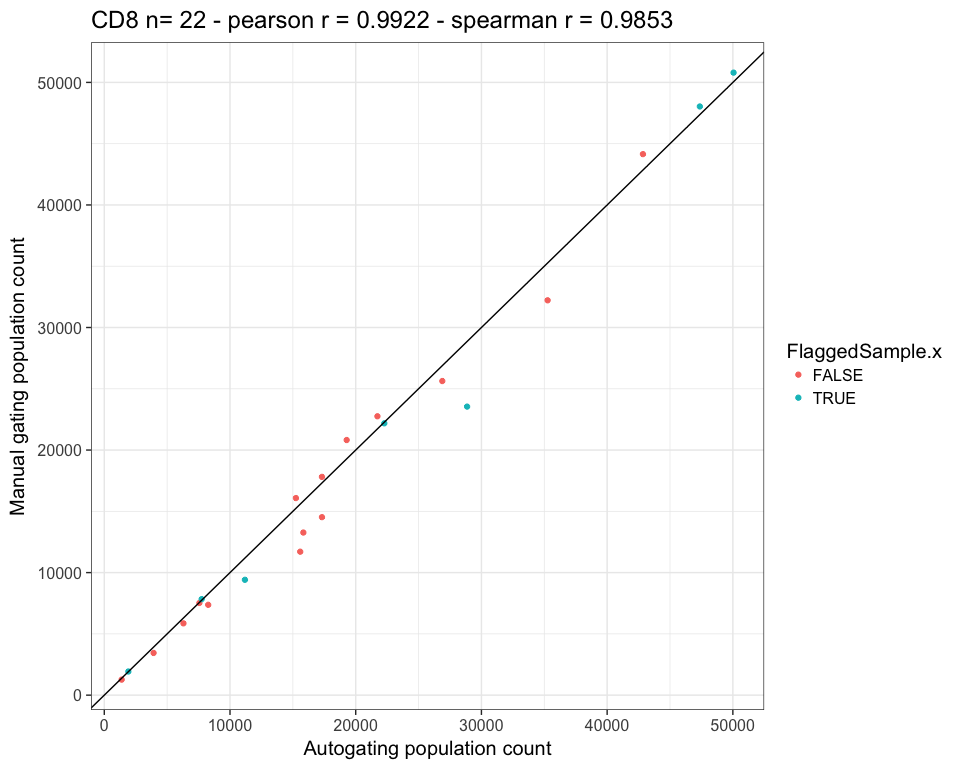 CD8 n= 22 - pearson r = 0.9922 - spearman r = 0.9853
Manual gating population count
50000
40000
30000
20000
10000
0
0 10000 20000 30000 40000 50000
Autogating population count
FlaggedSample.x
FALSE
TRUE